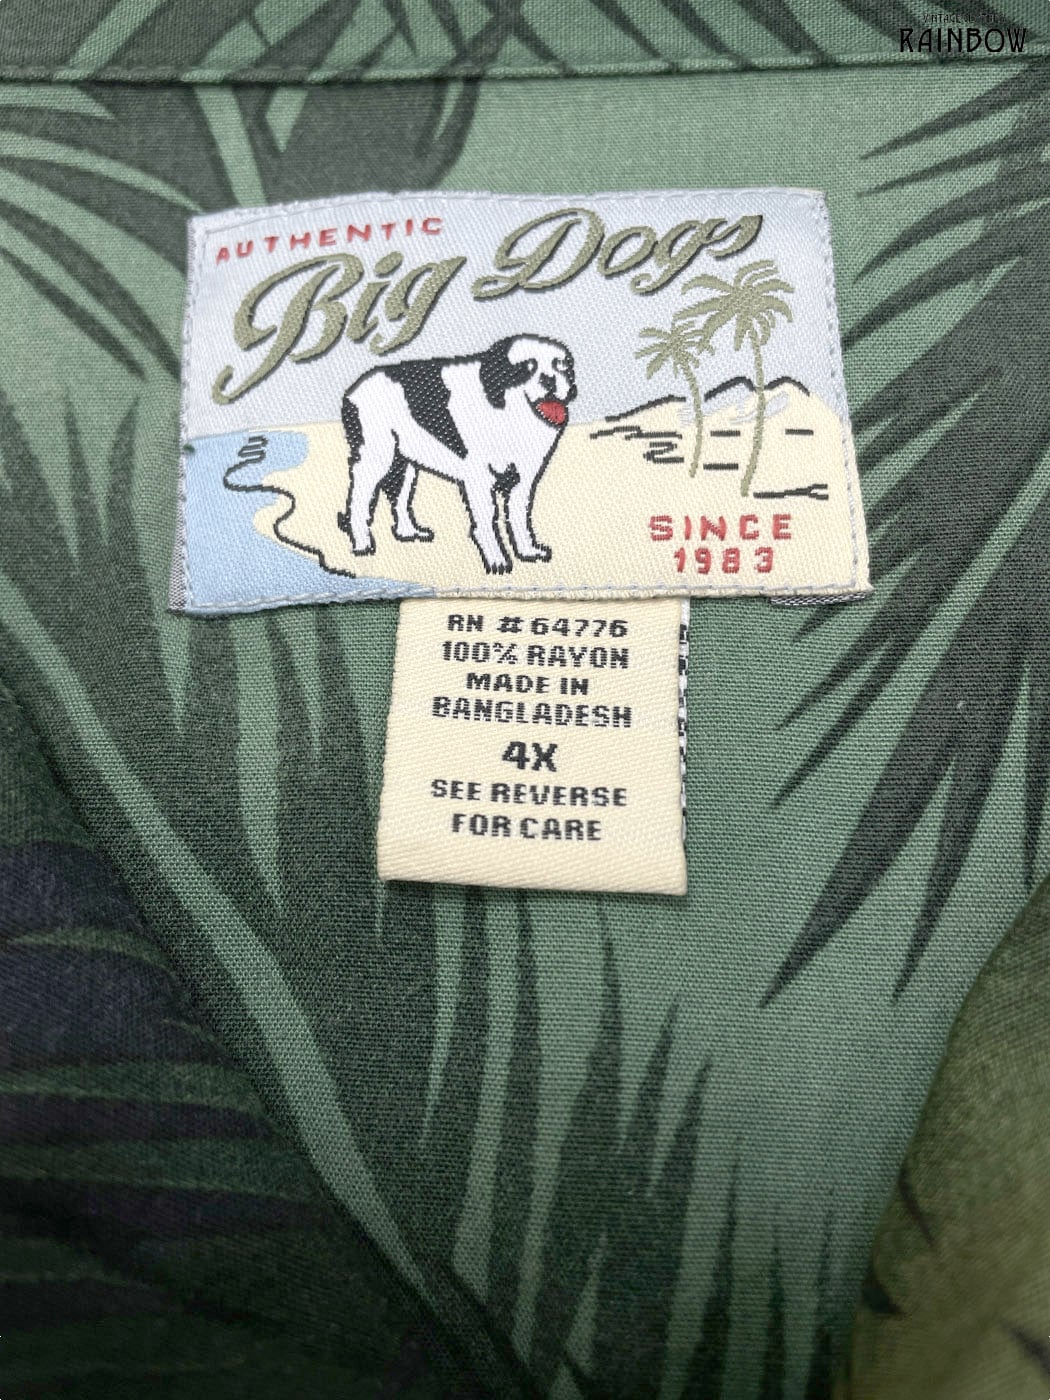 RAINBOW
AUTHENTIC
Big Dogs
SINCE
1983
RN # 64776
100% RAYON
MADE IN
BANGLADESH
4X
SEE REVERSE
FOR CARE